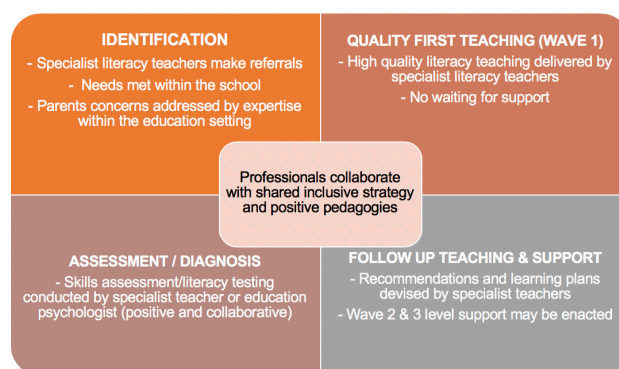 IDENTIFICATION
- Specialist literacy teachers make referrals
- Needs met within the school
- Parents concerns addressed by expertise
within the education setting
QUALITY FIRST TEACHING (WAVE 1)
- High quality literacy teaching delivered by
specialist literacy teachers
- No waiting for support
Professionals collaborate
with shared inclusive strategy
and positive pedagogies
ASSESSMENT / DIAGNOSIS
- Skills assessment/literacy testing
conducted by specialist teacher or education
psychologist (positive and collaborative)
FOLLOW UP TEACHING & SUPPORT
- Recommendations and learning plans
devised by specialist teachers
- Wave 2 & 3 level support may be enacted